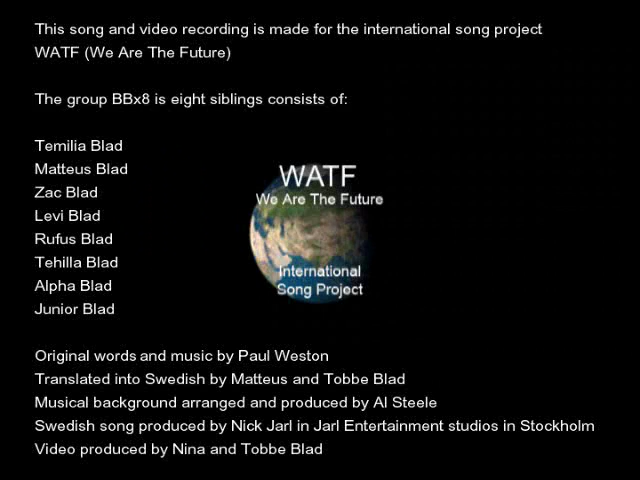 This song and video recording is made for the international song project
WATF (We Are The Future)
The group BBx8 is eight siblings consists of:
Temilia Blad
Matteus Blad
Zac Blad
Levi Blad
Rufus Blad
Tehilla Blad
Alpha Blad
Junior Blad
WATF
We Are The Future
International
Song Project
Original words and music by Paul Weston
Translated into Swedish by Matteus and Tobbe Blad
Musical background arranged and produced by Al Steele
Swedish song produced by Nick Jarl in Jarl Entertainment studios in Stockholm
Video produced by Nina and Tobbe Blad